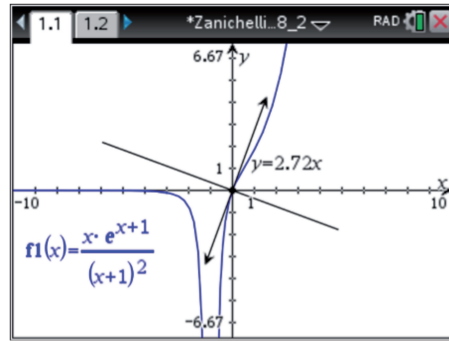 1.1 1.2 *Zanichelli...8_2 RAD
6.67 y
1 y=2.72x
x
-10 1 10
f1(x)=x·e^(x+1)/(x+1)^2
-6.67